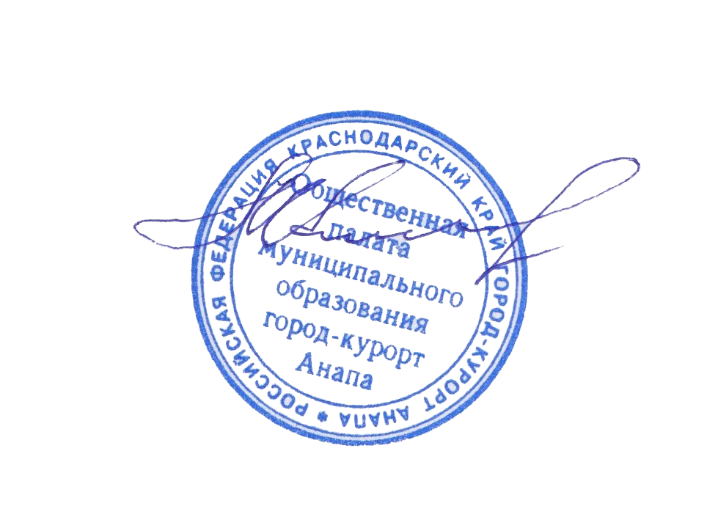 РОССИЙСКАЯ ФЕДЕРАЦИЯ КРАСНОДАРСКИЙ КРАЙ ГОРОД-КУРОРТ АНАПА *
Общественная
палата
муниципального
образования
город-курорт
Анапа